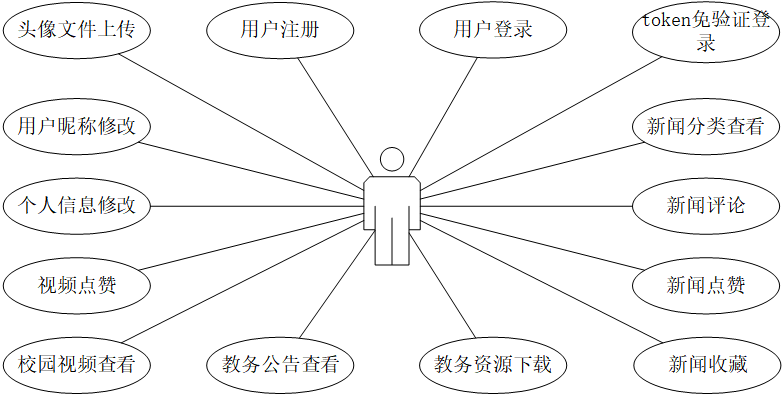 头像文件上传
用户注册
用户登录
token免验证登
录
用户昵称修改
新闻分类查看
个人信息修改
新闻评论
视频点赞
新闻点赞
校园视频查看
教务公告查看
教务资源下载
新闻收藏